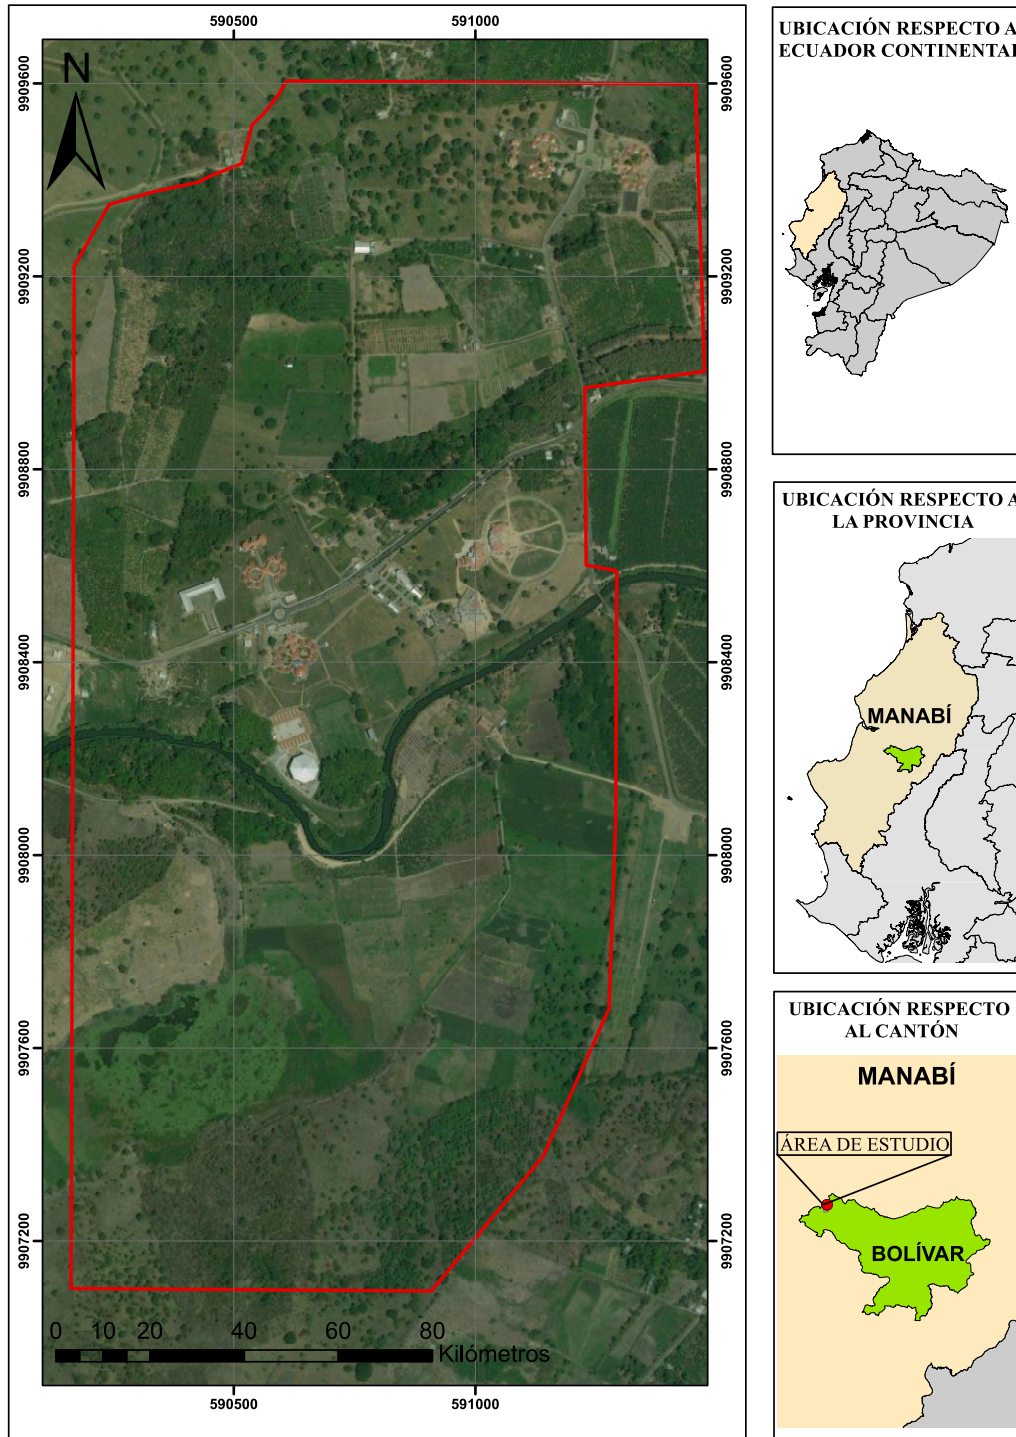 590500 591000
N
9909600 9909600
9909200 9909200
9908800 9908800
9908400 9908400
9908000 9908000
9907600 9907600
9907200 9907200
0 10 20 40 60 80
Kilómetros
590500 591000
UBICACIÓN RESPECTO A
ECUADOR CONTINENTA
UBICACIÓN RESPECTO A
LA PROVINCIA
MANABÍ
UBICACIÓN RESPECTO
AL CANTÓN
MANABÍ
ÁREA DE ESTUDIO
BOLÍVAR